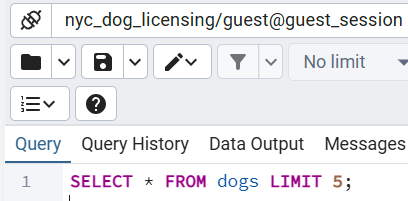 nyc_dog_licensing/guest@guest_session
No limit
Query Query History Data Output Messages
1 SELECT * FROM dogs LIMIT 5;